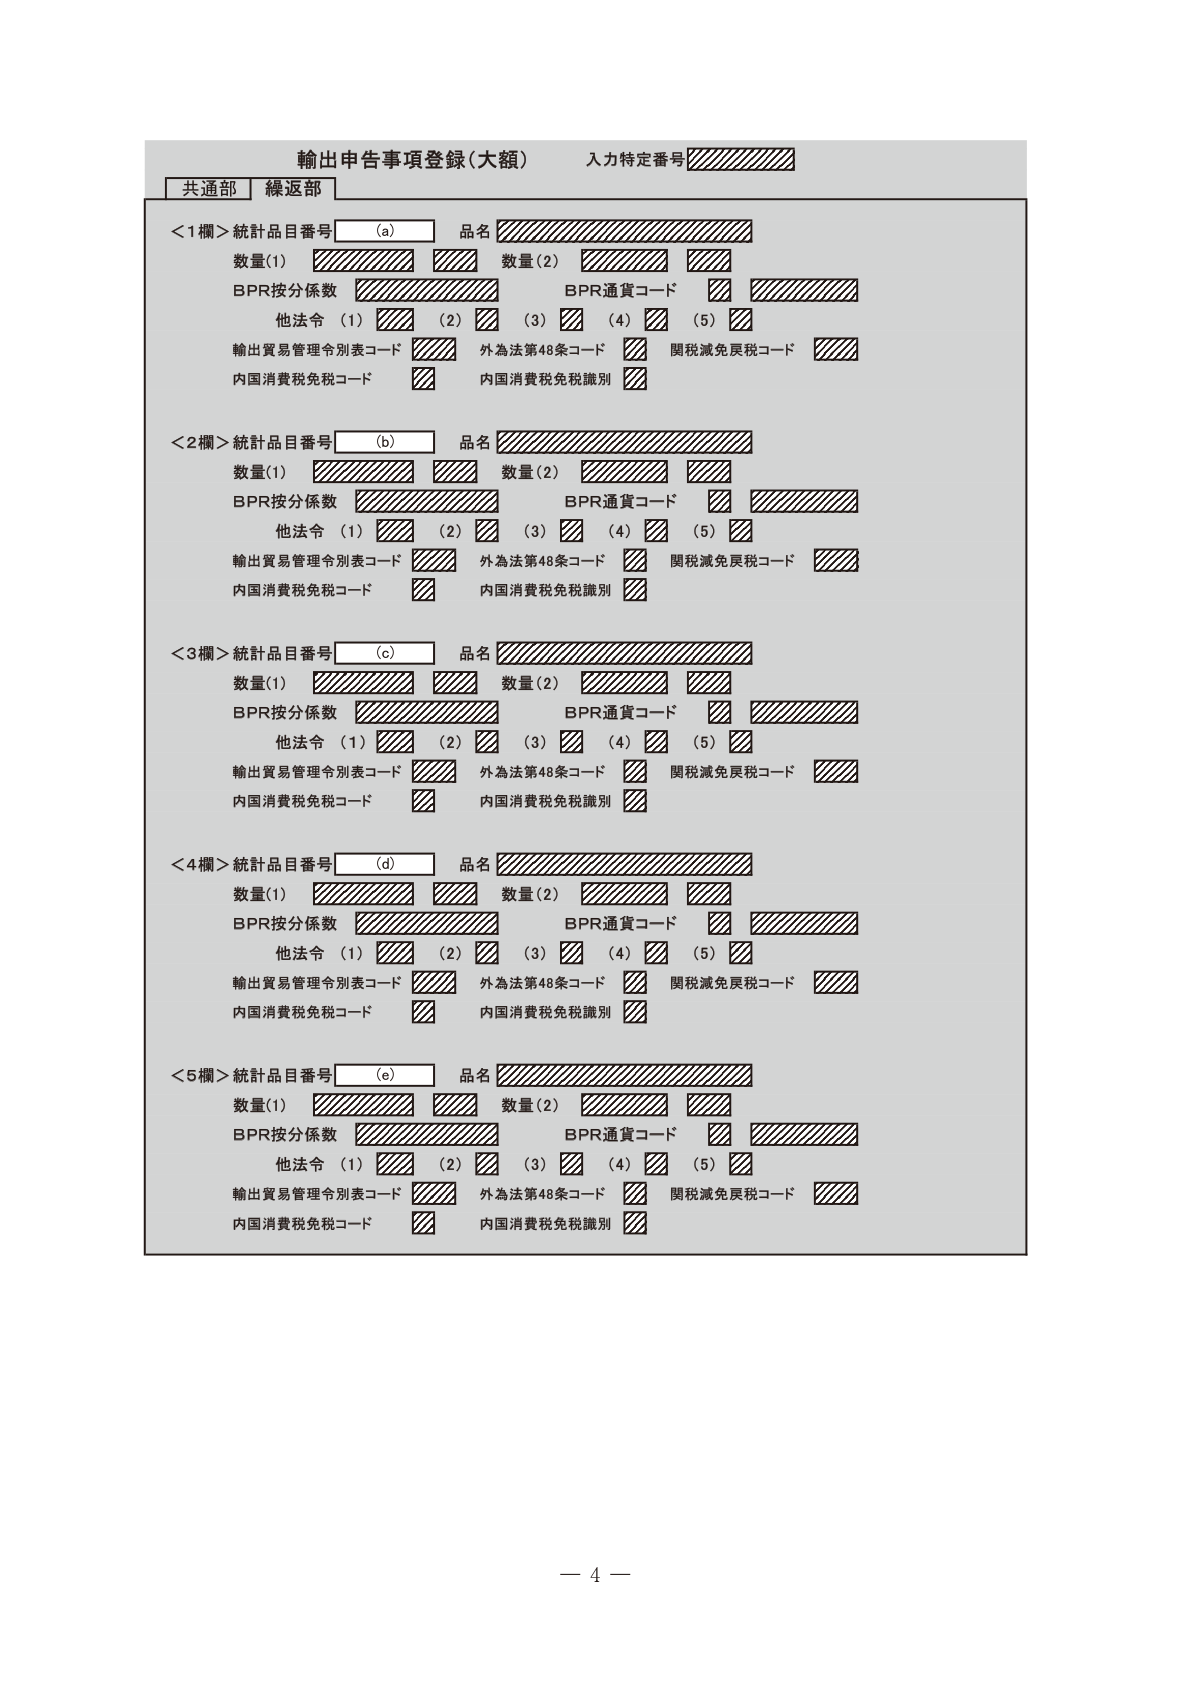 輸出申告事項登録(大額) 入力特定番号
共通部 繰返部
＜1欄＞統計品目番号 (a) 品名
数量(1) 数量(2)
BPR按分係数 BPR通貨コード
他法令 (1) (2) (3) (4) (5)
輸出貿易管理令別表コード 外為法第48条コード 関税減免戻税コード
内国消費税免税コード 内国消費税免税識別
＜2欄＞統計品目番号 (b) 品名
数量(1) 数量(2)
BPR按分係数 BPR通貨コード
他法令 (1) (2) (3) (4) (5)
輸出貿易管理令別表コード 外為法第48条コード 関税減免戻税コード
内国消費税免税コード 内国消費税免税識別
＜3欄＞統計品目番号 (c) 品名
数量(1) 数量(2)
BPR按分係数 BPR通貨コード
他法令 (1) (2) (3) (4) (5)
輸出貿易管理令別表コード 外為法第48条コード 関税減免戻税コード
内国消費税免税コード 内国消費税免税識別
＜4欄＞統計品目番号 (d) 品名
数量(1) 数量(2)
BPR按分係数 BPR通貨コード
他法令 (1) (2) (3) (4) (5)
輸出貿易管理令別表コード 外為法第48条コード 関税減免戻税コード
内国消費税免税コード 内国消費税免税識別
＜5欄＞統計品目番号 (e) 品名
数量(1) 数量(2)
BPR按分係数 BPR通貨コード
他法令 (1) (2) (3) (4) (5)
輸出貿易管理令別表コード 外為法第48条コード 関税減免戻税コード
内国消費税免税コード 内国消費税免税識別
— 4 —